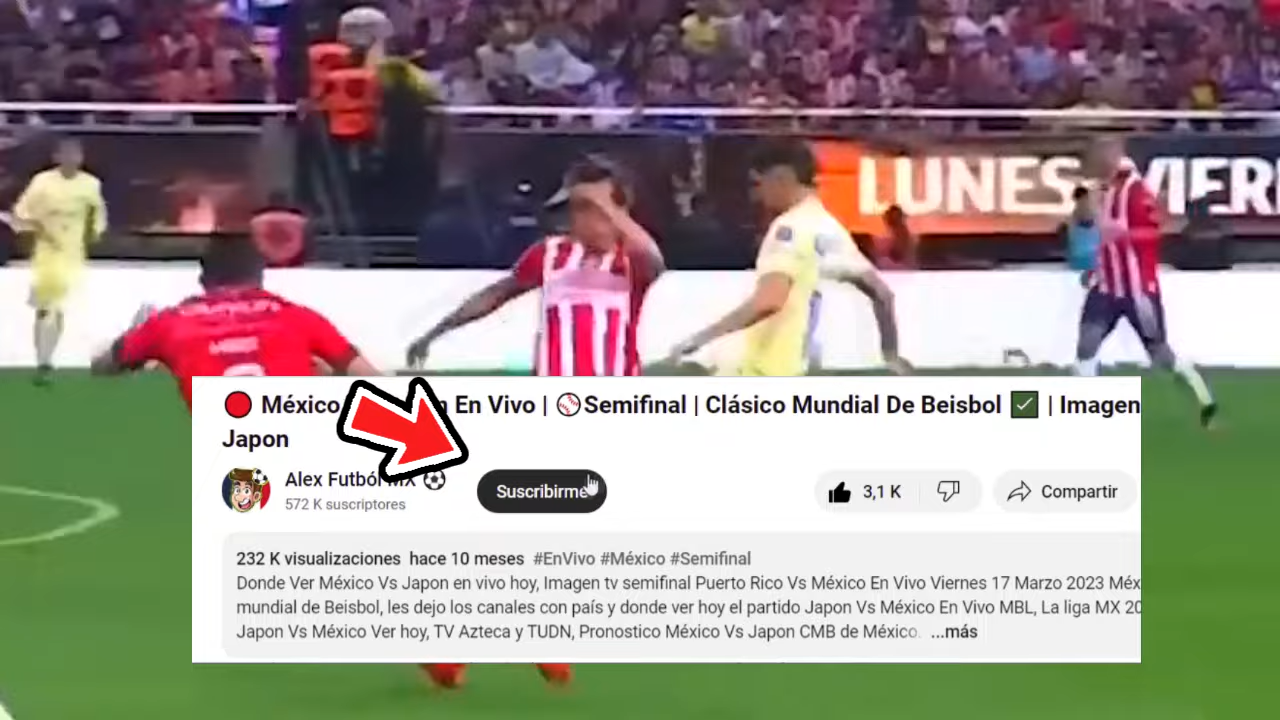 LUNES VIER
México n En Vivo | Semifinal | Clásico Mundial De Beisbol | Imagen
Japon
Alex Futból MX
572 K suscriptores
Suscribirme
3,1 K
Compartir
232 K visualizaciones hace 10 meses #EnVivo #México #Semifinal
Donde Ver México Vs Japon en vivo hoy, Imagen tv semifinal Puerto Rico Vs México En Vivo Viernes 17 Marzo 2023 Méx
mundial de Beisbol, les dejo los canales con país y donde ver hoy el partido Japon Vs México En Vivo MBL, La liga MX 20
Japon Vs México Ver hoy, TV Azteca y TUDN, Pronostico México Vs Japon CMB de México. ...más